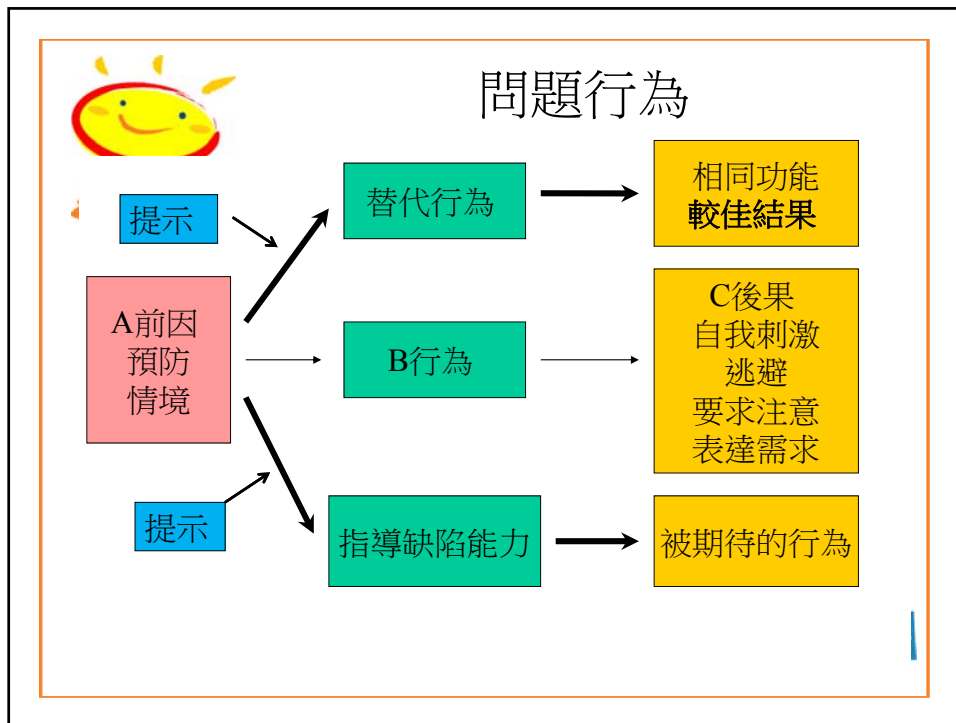 問題行為
提示
替代行為
相同功能
較佳結果
A前因
預防
情境
B行為
C後果
自我刺激
逃避
要求注意
表達需求
提示
指導缺陷能力
被期待的行為